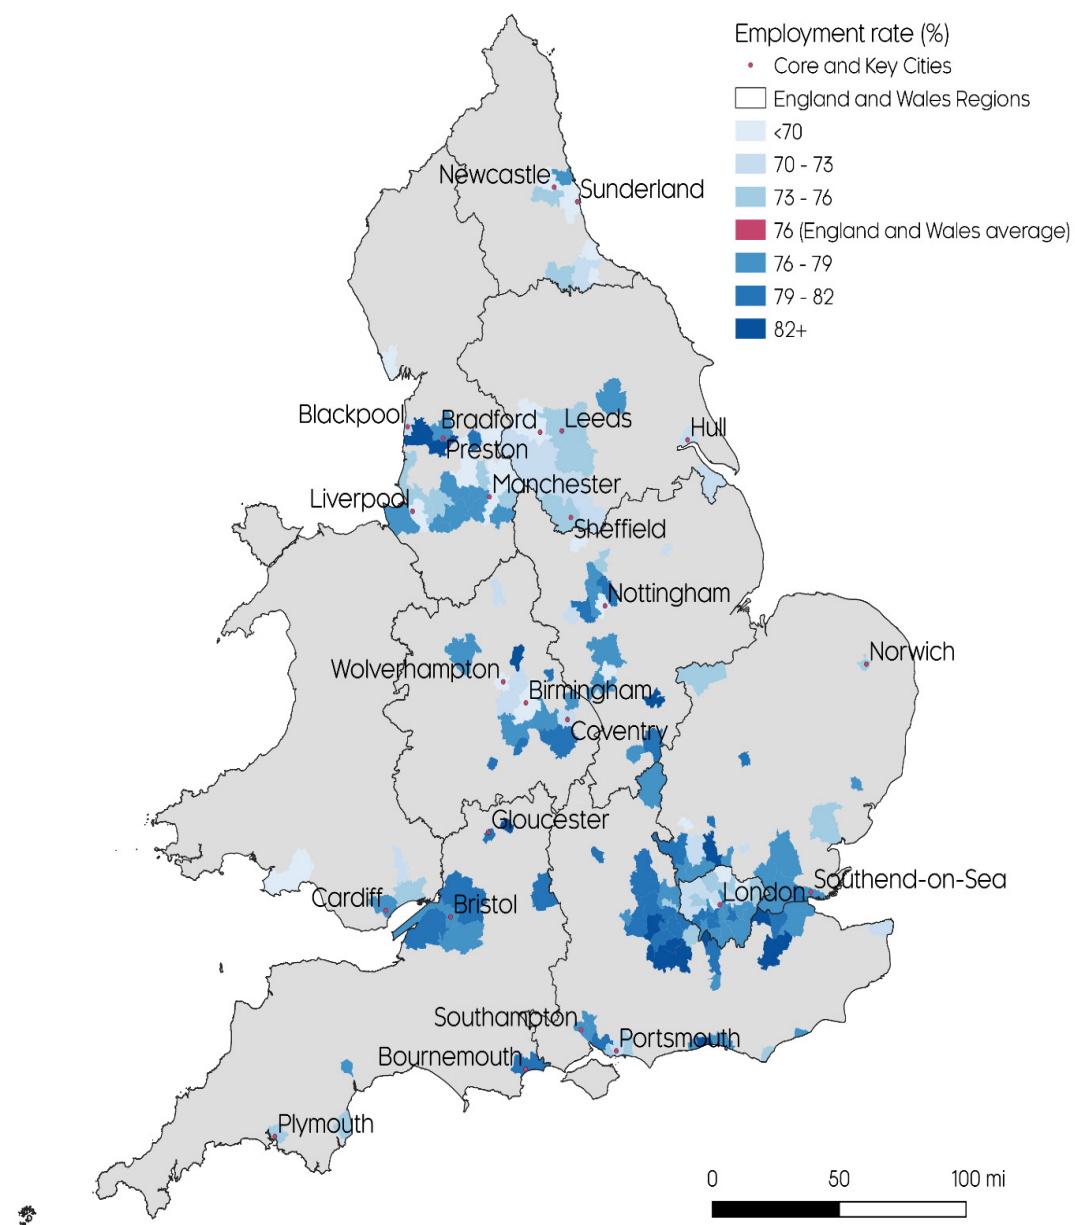 Employment rate (%)
Core and Key Cities
England and Wales Regions
<70
70 - 73
73 - 76
76 (England and Wales average)
76 - 79
79 - 82
82+
Newcastle
Sunderland
Blackpool
Bradford
Leeds
Hull
Preston
Manchester
Liverpool
Sheffield
Nottingham
Norwich
Wolverhampton
Birmingham
Coventry
Gloucester
Southend-on-Sea
London
Cardiff
Bristol
Southampton
Portsmouth
Bournemouth
Plymouth
0 50 100 mi